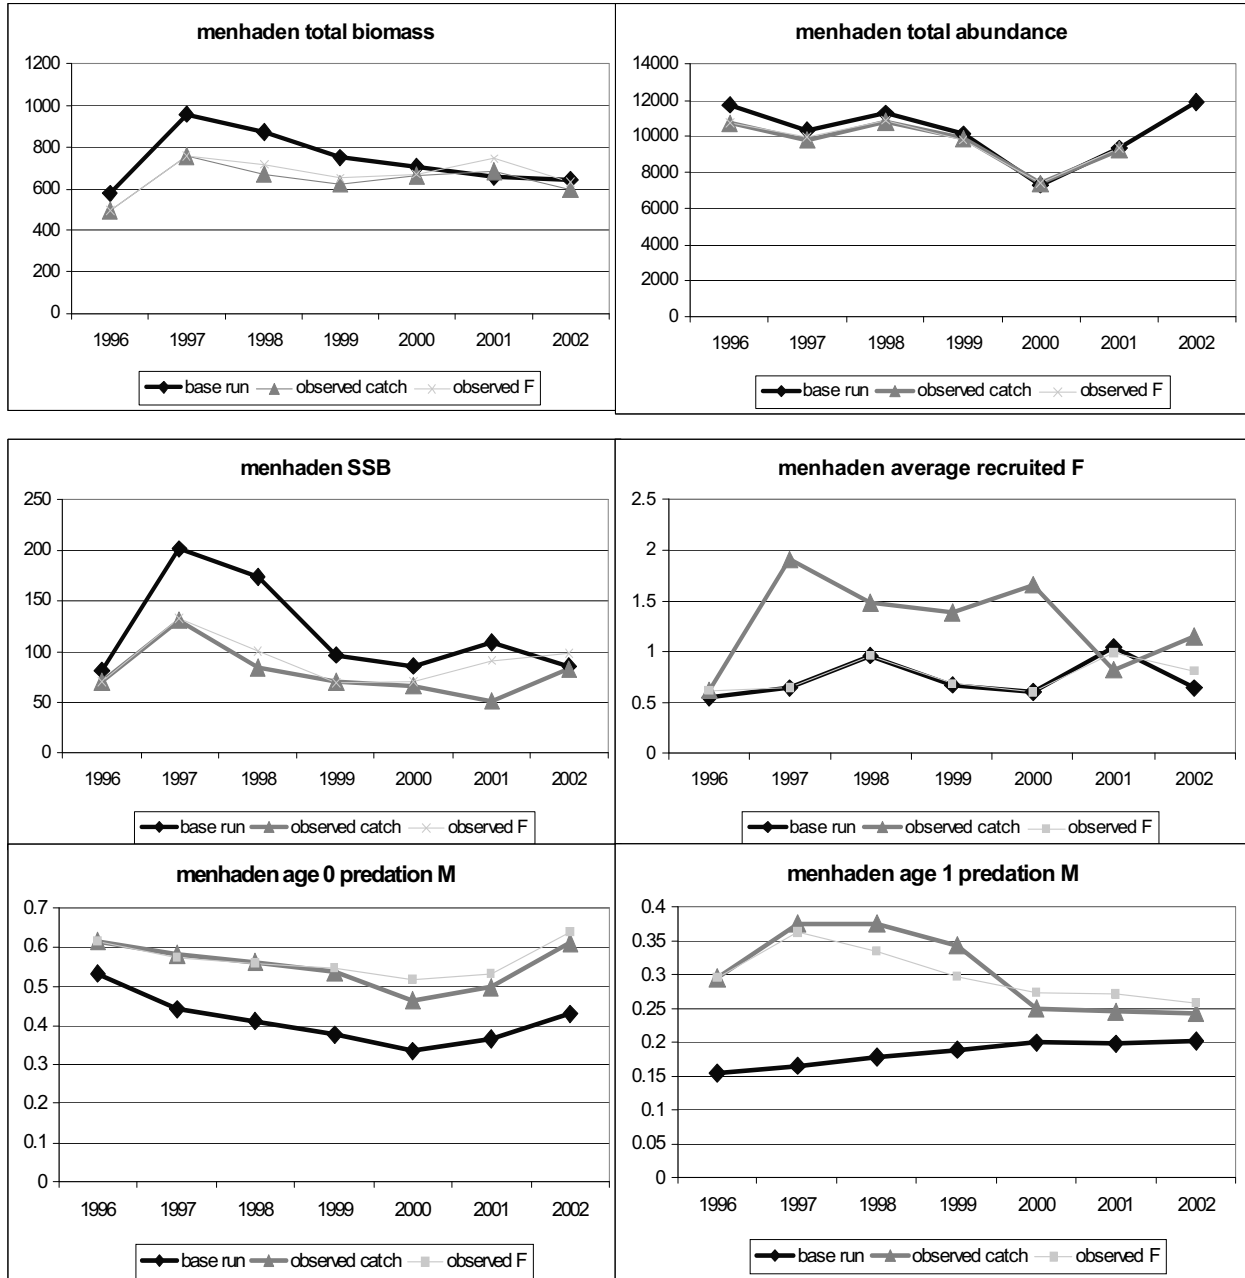 menhaden total biomass
1200
1000
800
600
400
200
0
1996 1997 1998 1999 2000 2001 2002
base run observed catch observed F
menhaden total abundance
14000
12000
10000
8000
6000
4000
2000
0
1996 1997 1998 1999 2000 2001 2002
base run observed catch observed F
menhaden SSB
250
200
150
100
50
0
1996 1997 1998 1999 2000 2001 2002
base run observed catch observed F
menhaden average recruited F
2.5
2
1.5
1
0.5
0
1996 1997 1998 1999 2000 2001 2002
base run observed catch observed F
menhaden age 0 predation M
0.7
0.6
0.5
0.4
0.3
0.2
0.1
0
1996 1997 1998 1999 2000 2001 2002
base run observed catch observed F
menhaden age 1 predation M
0.4
0.35
0.3
0.25
0.2
0.15
0.1
0.05
0
1996 1997 1998 1999 2000 2001 2002
base run observed catch observed F